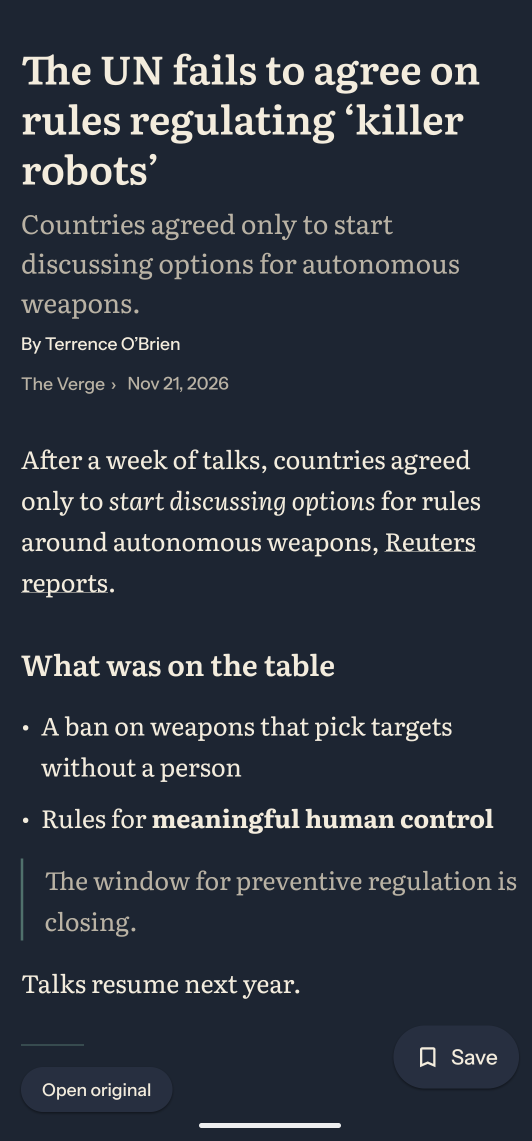 The UN fails to agree on
rules regulating ‘killer
robots’
Countries agreed only to start
discussing options for autonomous
weapons.
By Terrence O’Brien
The Verge › Nov 21, 2026
After a week of talks, countries agreed
only to start discussing options for rules
around autonomous weapons, Reuters
reports.
What was on the table
• A ban on weapons that pick targets
without a person
• Rules for meaningful human control
The window for preventive regulation is
closing.
Talks resume next year.
Save
Open original